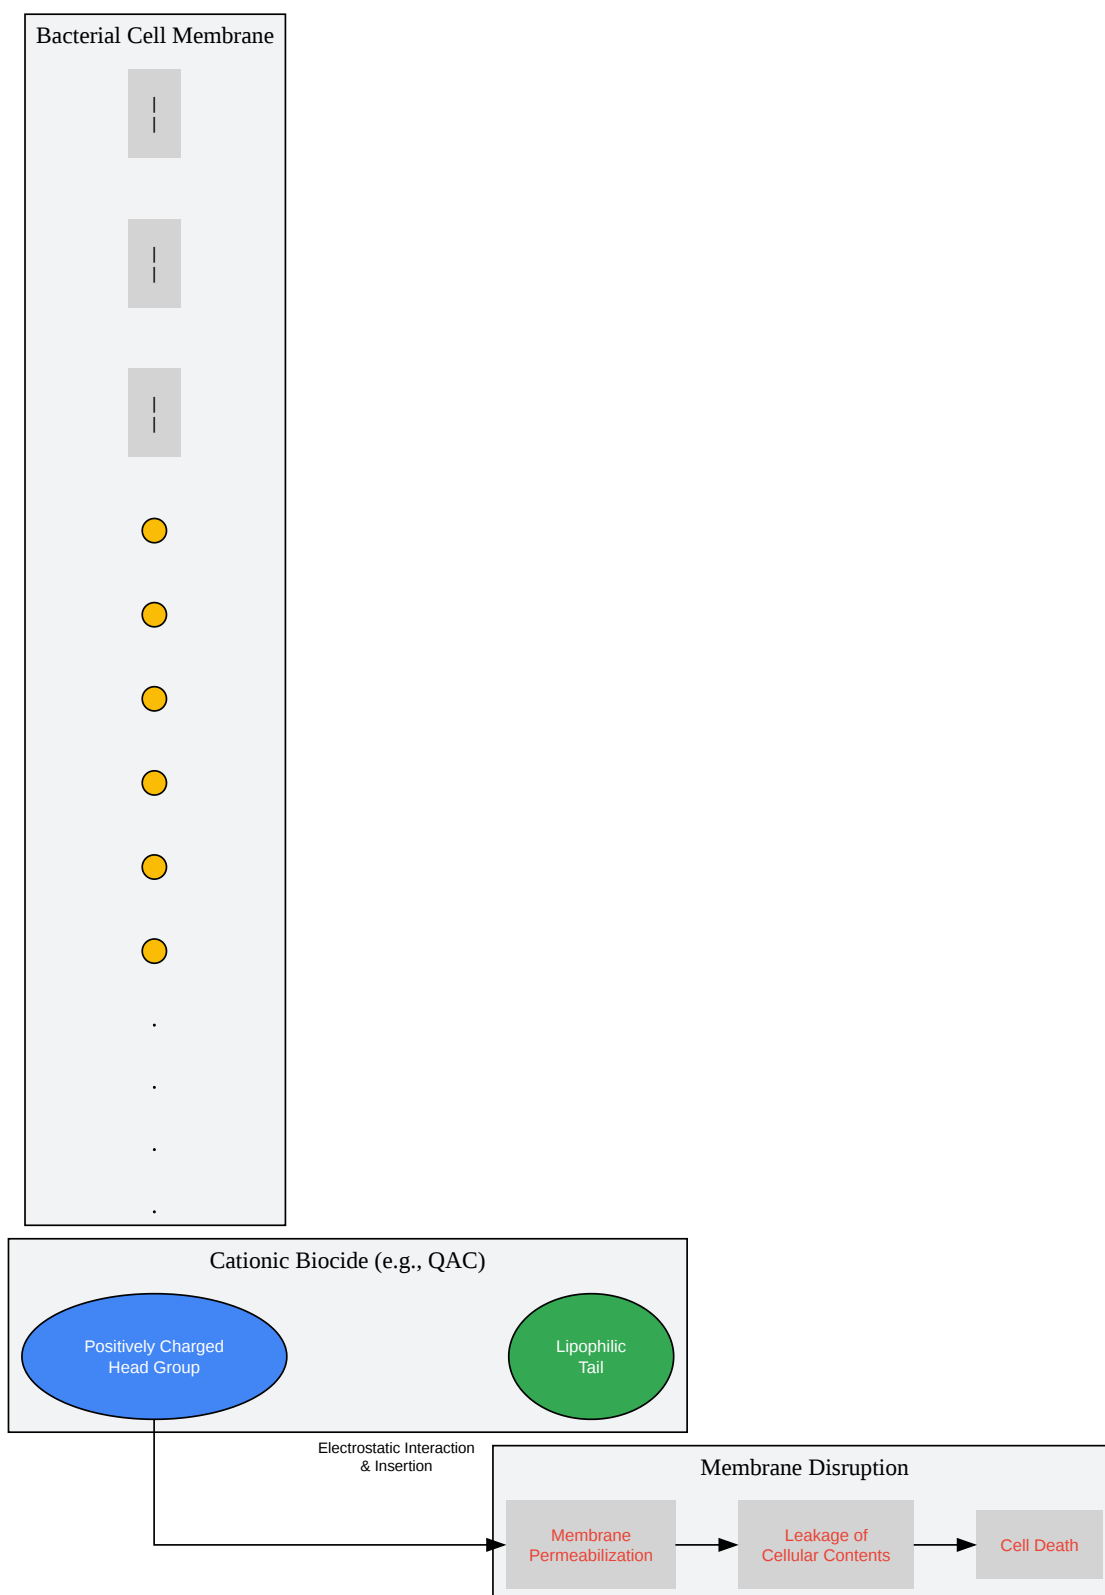 Bacterial Cell Membrane
|
|
|
|
|
|
.
.
.
.
Cationic Biocide (e.g., QAC)
Positively Charged
Head Group
Lipophilic
Tail
Electrostatic Interaction
& Insertion
Membrane Disruption
Membrane
Permeabilization
Leakage of
Cellular Contents
Cell Death